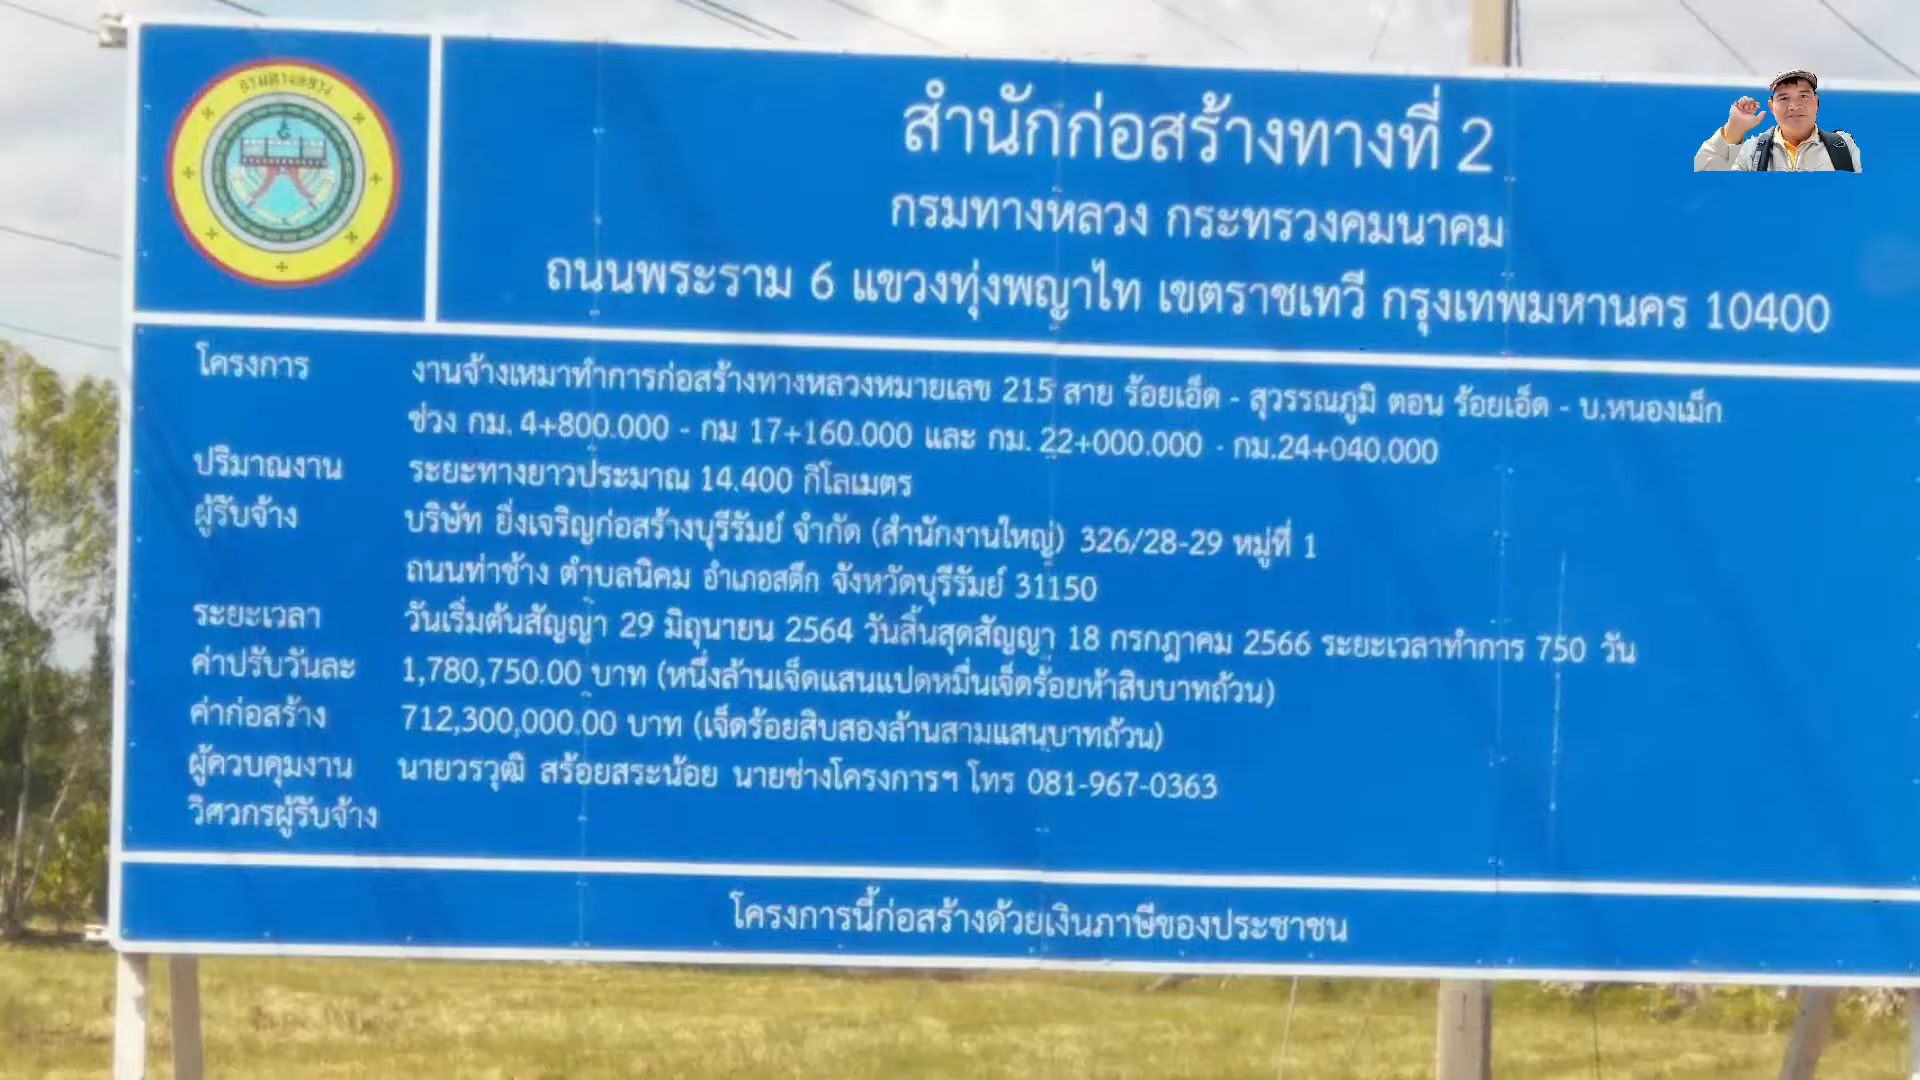 กรมทางหลวง
สำนักก่อสร้างทางที่ 2
กรมทางหลวง กระทรวงคมนาคม
ถนนพระราม 6 แขวงทุ่งพญาไท เขตราชเทวี กรุงเทพมหานคร 10400
โครงการ งานจ้างเหมาทำการก่อสร้างทางหลวงหมายเลข 215 สาย ร้อยเอ็ด - สุวรรณภูมิ ตอน ร้อยเอ็ด - บ.หนองเม็ก
ช่วง กม. 4+800.000 - กม 17+160.000 และ กม. 22+000.000 - กม.24+040.000
ปริมาณงาน ระยะทางยาวประมาณ 14.400 กิโลเมตร
ผู้รับจ้าง บริษัท ยิ่งเจริญก่อสร้างบุรีรัมย์ จำกัด (สำนักงานใหญ่) 326/28-29 หมู่ที่ 1
ถนนท่าช้าง ตำบลนิคม อำเภอสตึก จังหวัดบุรีรัมย์ 31150
ระยะเวลา วันเริ่มต้นสัญญา 29 มิถุนายน 2564 วันสิ้นสุดสัญญา 18 กรกฎาคม 2566 ระยะเวลาทำการ 750 วัน
ค่าปรับวันละ 1,780,750.00 บาท (หนึ่งล้านเจ็ดแสนแปดหมื่นเจ็ดร้อยห้าสิบบาทถ้วน)
ค่าก่อสร้าง 712,300,000.00 บาท (เจ็ดร้อยสิบสองล้านสามแสนบาทถ้วน)
ผู้ควบคุมงาน นายวรวุฒิ สร้อยสระน้อย นายช่างโครงการฯ โทร 081-967-0363
วิศวกรผู้รับจ้าง
โครงการนี้ก่อสร้างด้วยเงินภาษีของประชาชน